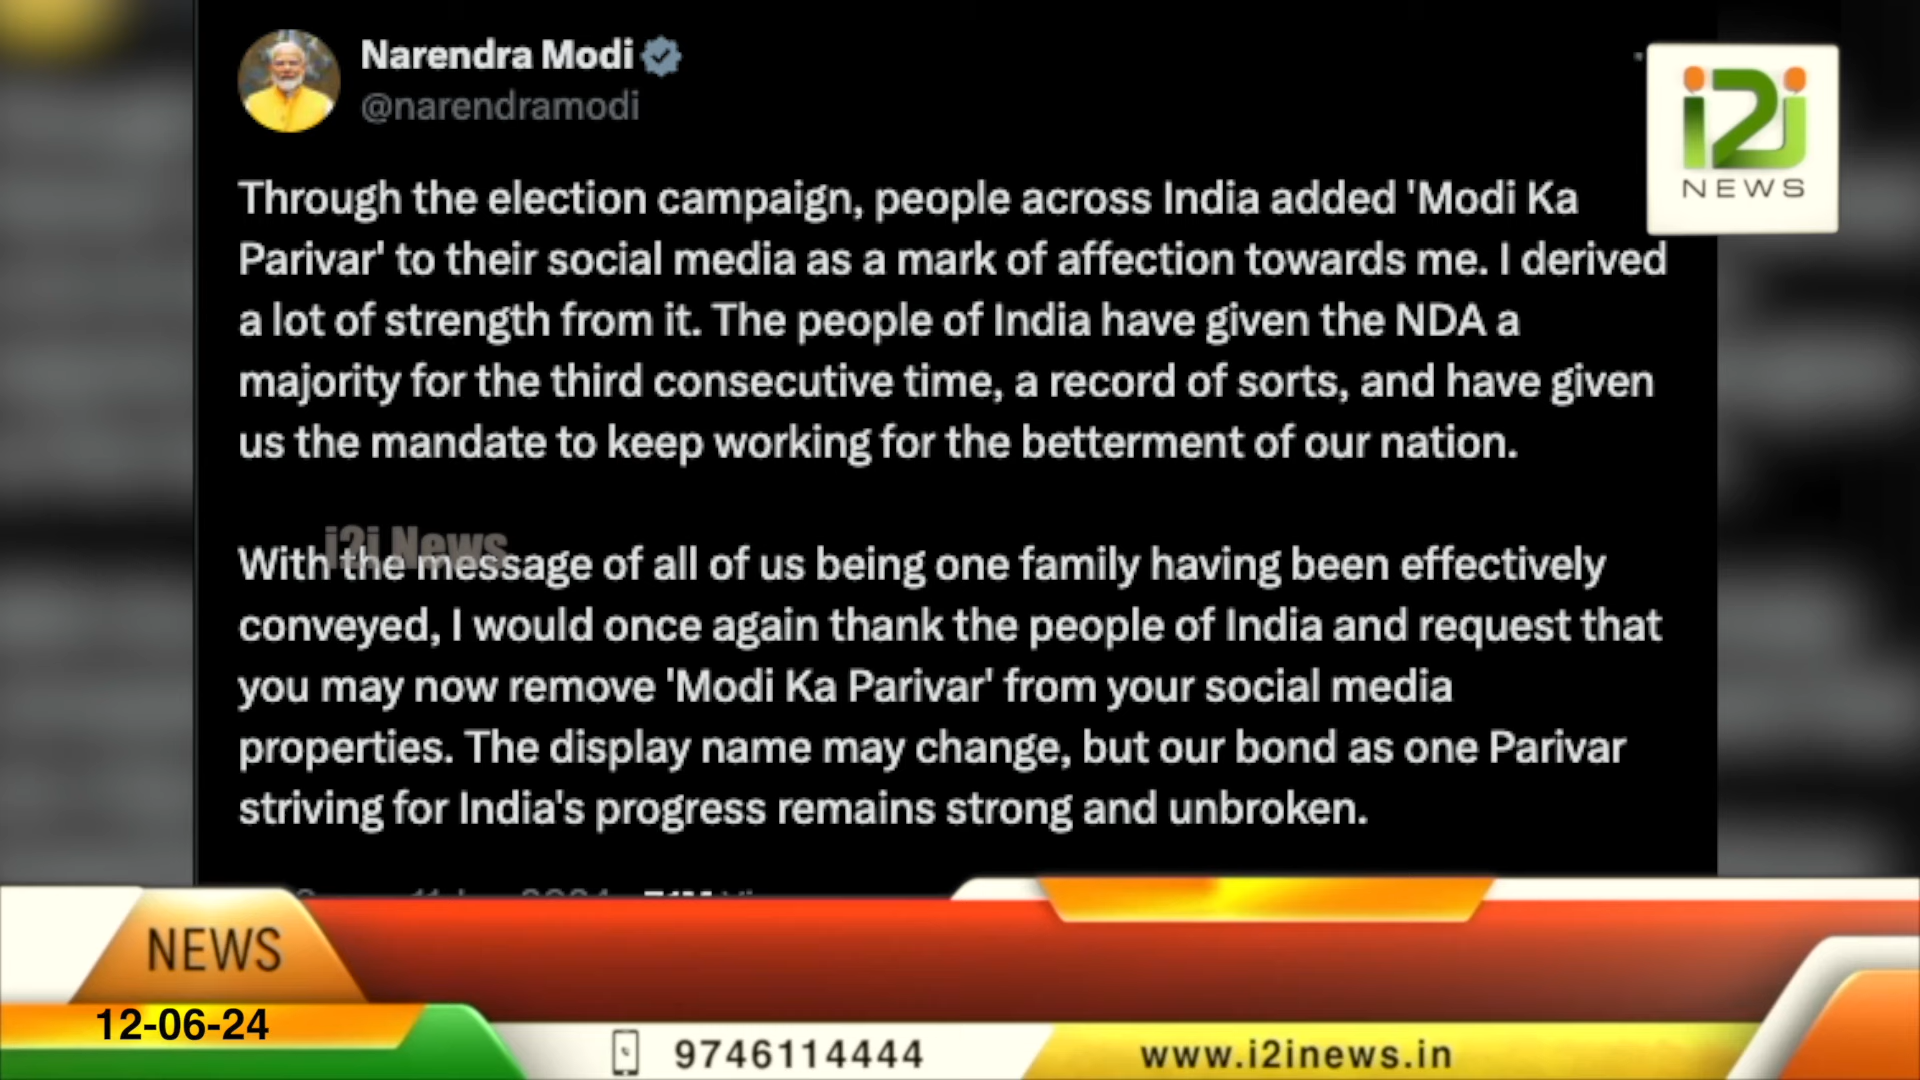 Narendra Modi
@narendramodi
i2i
NEWS
Through the election campaign, people across India added 'Modi Ka
Parivar' to their social media as a mark of affection towards me. I derived
a lot of strength from it. The people of India have given the NDA a
majority for the third consecutive time, a record of sorts, and have given
us the mandate to keep working for the betterment of our nation.
i2i News
With the message of all of us being one family having been effectively
conveyed, I would once again thank the people of India and request that
you may now remove 'Modi Ka Parivar' from your social media
properties. The display name may change, but our bond as one Parivar
striving for India's progress remains strong and unbroken.
NEWS
12-06-24
9746114444
www.i2inews.in